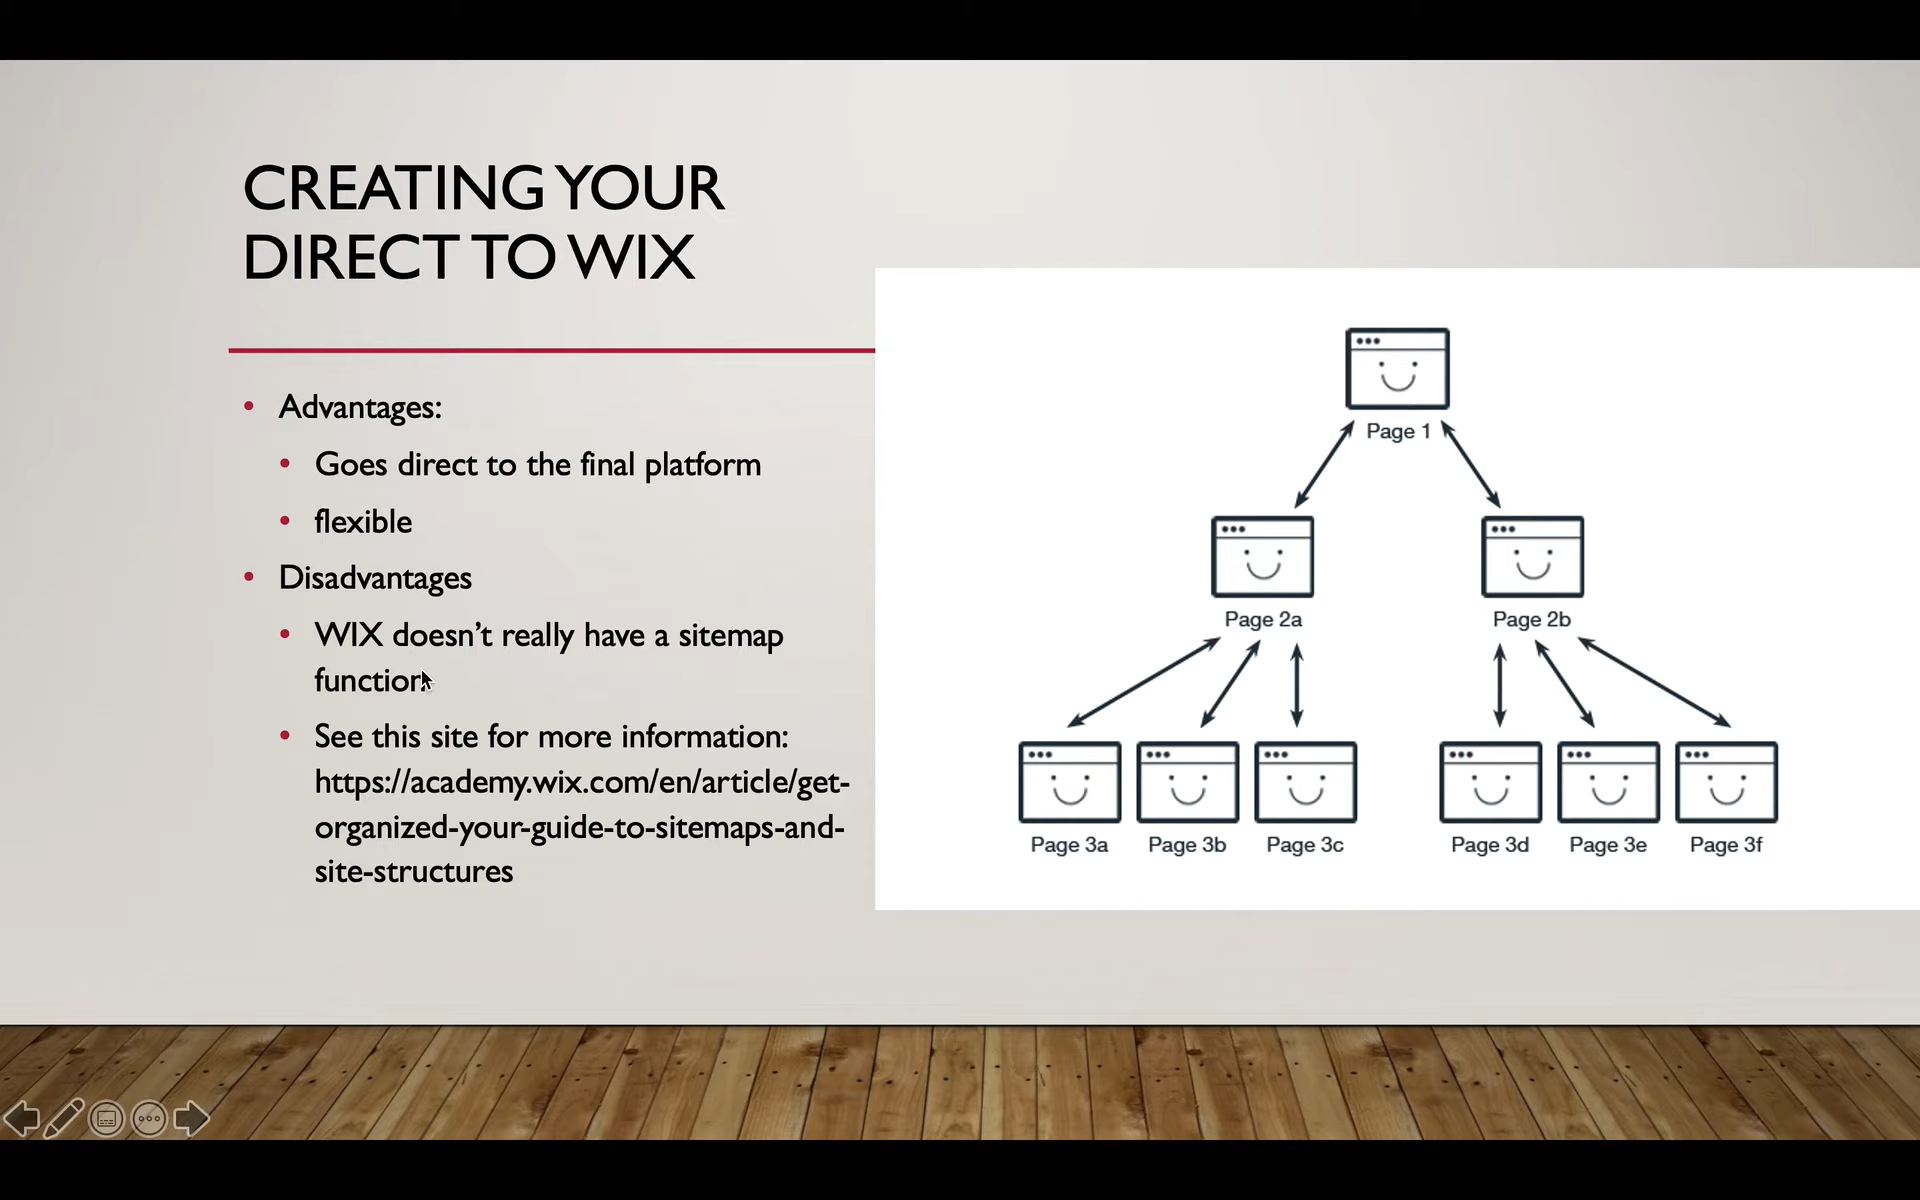 CREATING YOUR
DIRECT TO WIX
• Advantages:
• Goes direct to the final platform
• flexible
• Disadvantages
• WIX doesn’t really have a sitemap
function.
• See this site for more information:
https://academy.wix.com/en/article/get-
organized-your-guide-to-sitemaps-and-
site-structures
Page 1
Page 2a
Page 2b
Page 3a
Page 3b
Page 3c
Page 3d
Page 3e
Page 3f